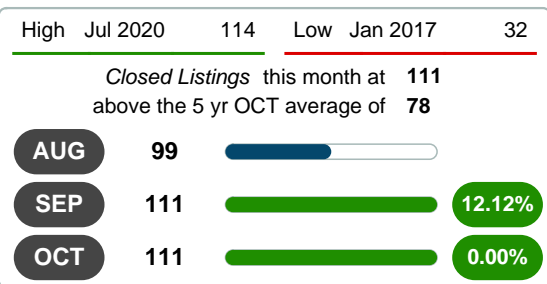 High Jul 2020 114 Low Jan 2017 32
Closed Listings this month at 111
above the 5 yr OCT average of 78
AUG 99
SEP 111 12.12%
OCT 111 0.00%